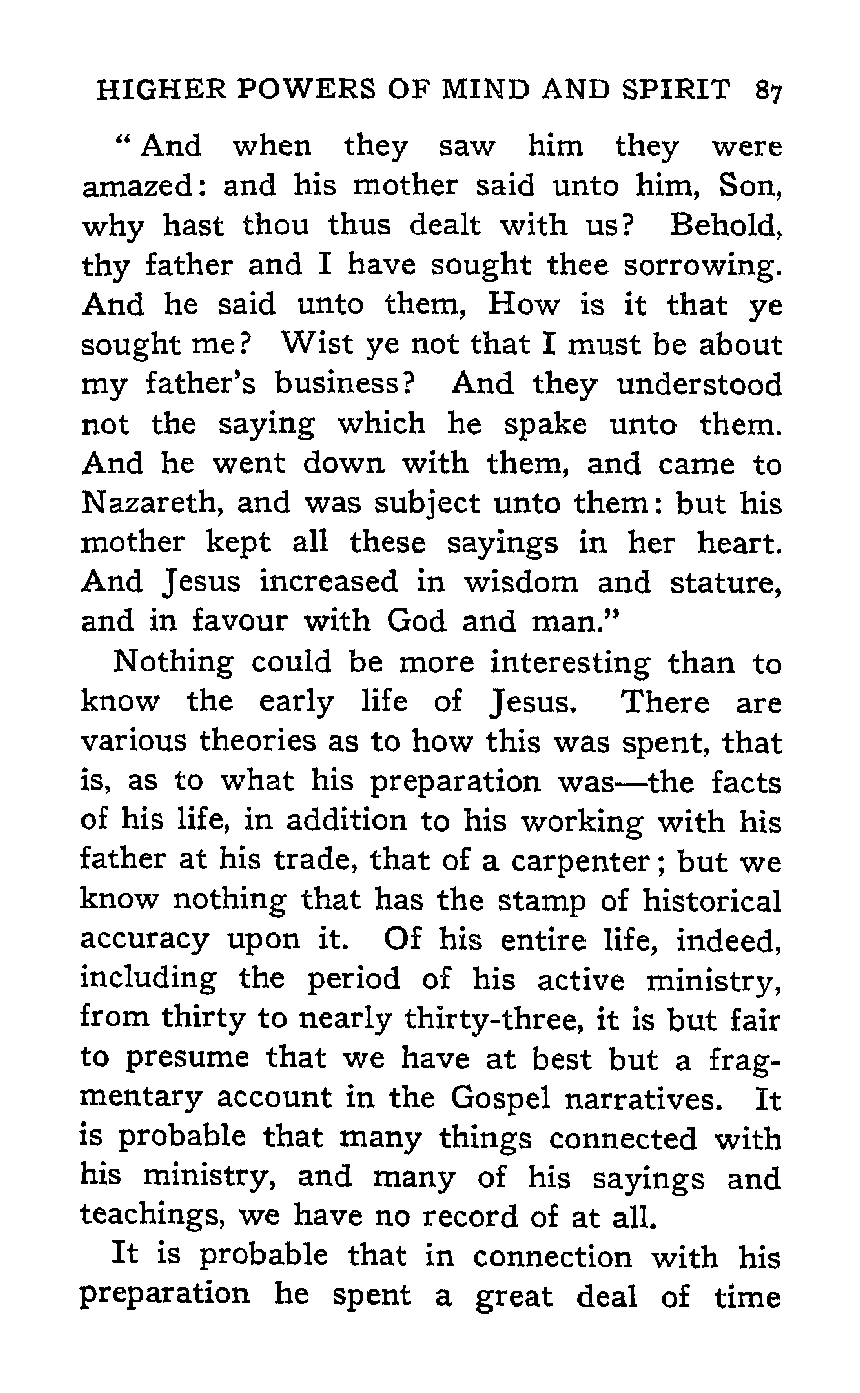 HIGHER POWERS OF MIND AND SPIRIT 87
“ And when they saw him they were
amazed: and his mother said unto him, Son,
why hast thou thus dealt with us? Behold,
thy father and I have sought thee sorrowing.
And he said unto them, How is it that ye
sought me? Wist ye not that I must be about
my father’s business? And they understood
not the saying which he spake unto them.
And he went down with them, and came to
Nazareth, and was subject unto them: but his
mother kept all these sayings in her heart.
And Jesus increased in wisdom and stature,
and in favour with God and man.”
Nothing could be more interesting than to
know the early life of Jesus. There are
various theories as to how this was spent, that
is, as to what his preparation was—the facts
of his life, in addition to his working with his
father at his trade, that of a carpenter; but we
know nothing that has the stamp of historical
accuracy upon it. Of his entire life, indeed,
including the period of his active ministry,
from thirty to nearly thirty-three, it is but fair
to presume that we have at best but a frag-
mentary account in the Gospel narratives. It
is probable that many things connected with
his ministry, and many of his sayings and
teachings, we have no record of at all.
It is probable that in connection with his
preparation he spent a great deal of time